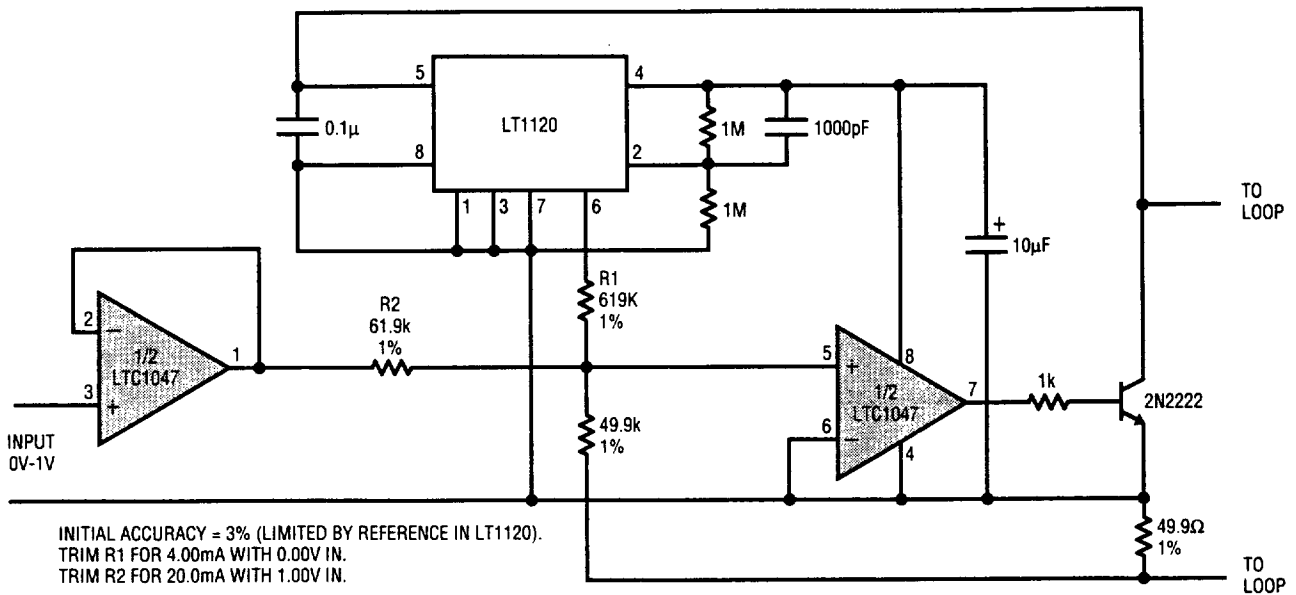 5
4
LT1120
0.1μ
1M
1000pF
8
2
1
3
7
6
1M
TO
LOOP
+
10μF
R1
619K
1%
R2
61.9k
1%
2
−
1
1/2
LTC1047
3
+
INPUT
0V-1V
5
+
8
1/2
LTC1047
7
6
−
4
1k
2N2222
49.9k
1%
49.9Ω
1%
TO
LOOP
INITIAL ACCURACY = 3% (LIMITED BY REFERENCE IN LT1120).
TRIM R1 FOR 4.00mA WITH 0.00V IN.
TRIM R2 FOR 20.0mA WITH 1.00V IN.